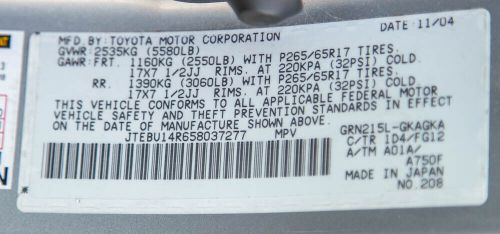 DATE 11/04
MFD. BY: TOYOTA MOTOR CORPORATION
GVWR: 2535KG (5580LB)
GAWR: FRT. 1160KG (2550LB) WITH P265/65R17 TIRES.
17X7 1/2JJ RIMS. AT 220KPA (32PSI) COLD
RR. 1390KG (3060LB) WITH P265/65R17 TIRES.
17X7 1/2JJ RIMS. AT 220KPA (32PSI) COLD
THIS VEHICLE CONFORMS TO ALL APPLICABLE FEDERAL MOTOR
VEHICLE SAFETY AND THEFT PREVENTION STANDARDS IN EFFECT
ON THE DATE OF MANUFACTURE SHOWN ABOVE.
JTEBU14R658037277 MPV
GRN215L-GKAGKA
C/TR 1D4/FG12
A/TM A01A/
A750F
MADE IN JAPAN
NO.208